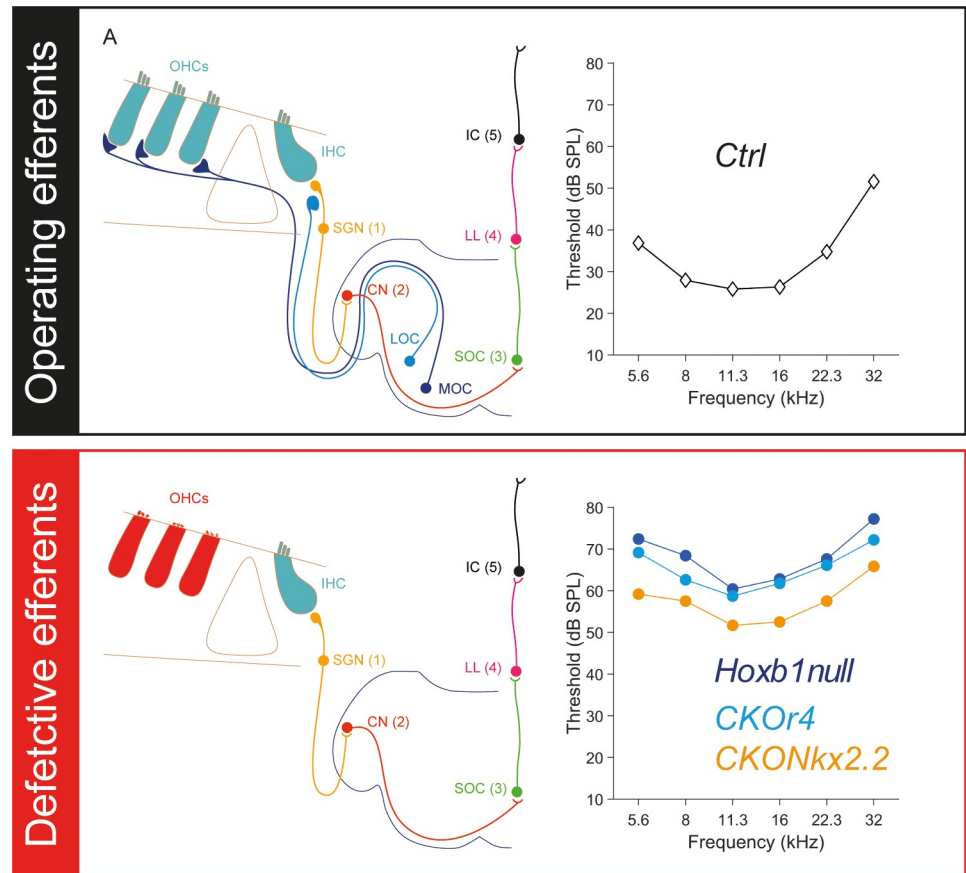 Operating efferents
A
OHCs
IHC
SGN (1)
CN (2)
LOC
MOC
IC (5)
LL (4)
SOC (3)
Threshold (dB SPL)
80
70
60
50
40
30
20
10
Ctrl
5.6 8 11.3 16 22.3 32
Frequency (kHz)
Defetctive efferents
OHCs
IHC
SGN (1)
CN (2)
IC (5)
LL (4)
SOC (3)
Threshold (dB SPL)
80
70
60
50
40
30
20
10
Hoxb1null
CKOr4
CKONkx2.2
5.6 8 11.3 16 22.3 32
Frequency (kHz)